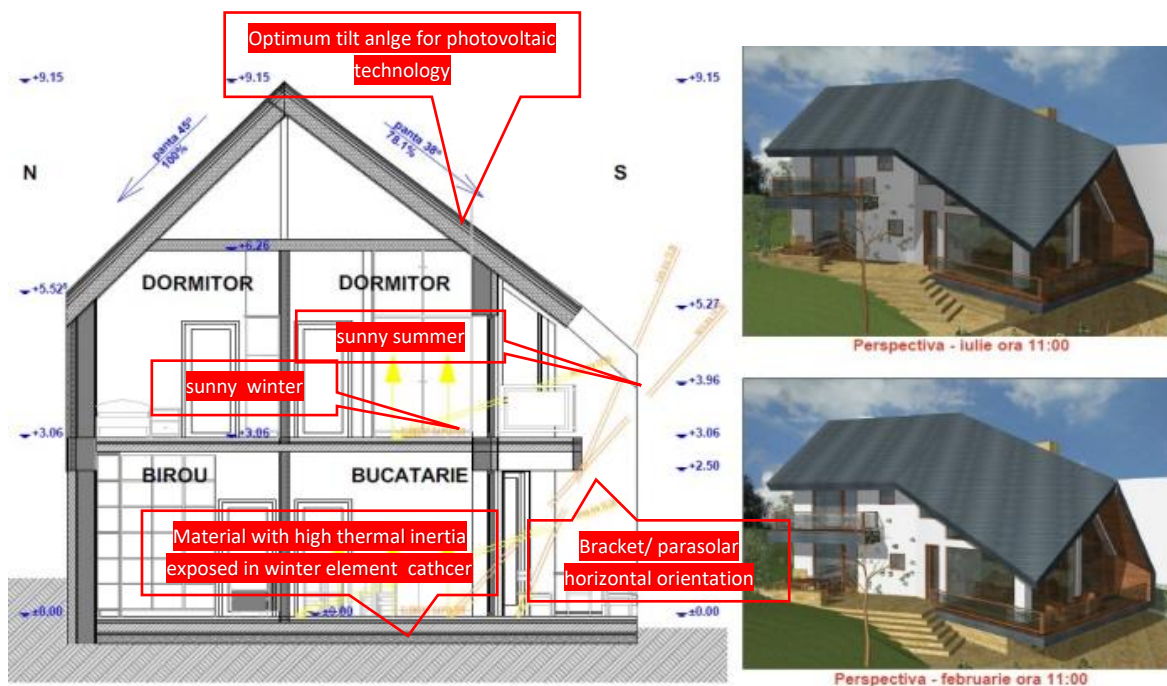 Optimum tilt anlge for photovoltaic
technology
+9.15
+9.15
+9.15
panta 45º
100%
panta 38º
78.1%
N
S
+6.26
DORMITOR
DORMITOR
+5.52
+5.27
sunny summer
Perspectiva - iulie ora 11:00
sunny winter
+3.96
+3.06
+3.06
+3.06
+2.50
BIROU
BUCATARIE
Material with high thermal inertia
exposed in winter element cathcer
Bracket/ parasolar
horizontal orientation
±0.00
±0.00
±0.00
Perspectiva - februarie ora 11:00